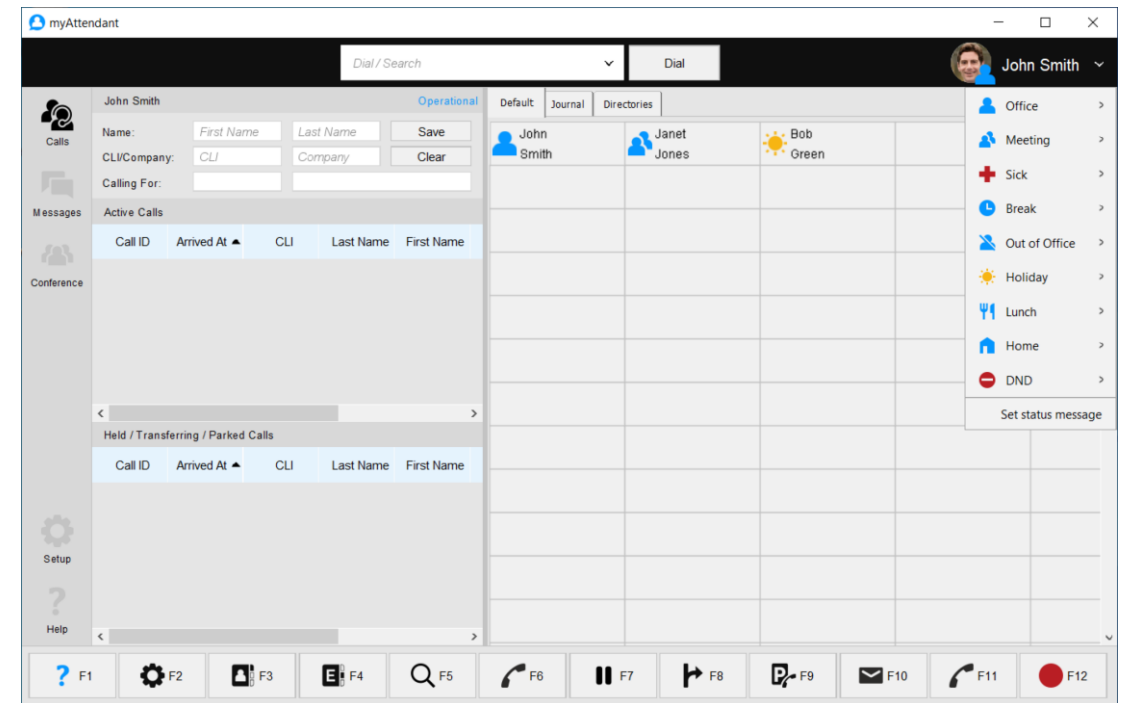 myAttendant
Dial / Search
Dial
John Smith
John Smith
Operational
Name:
First Name
Last Name
Save
CLI/Company:
CLI
Company
Clear
Calling For:
Active Calls
Call ID
Arrived At
CLI
Last Name
First Name
Held / Transferring / Parked Calls
Call ID
Arrived At
CLI
Last Name
First Name
Calls
Messages
Conference
Setup
?
Help
Default
Journal
Directories
John
Smith
Janet
Jones
Bob
Green
Office
Meeting
Sick
Break
Out of Office
Holiday
Lunch
Home
DND
Set status message
? F1
F2
F3
E F4
F5
F6
F7
F8
P F9
F10
F11
F12